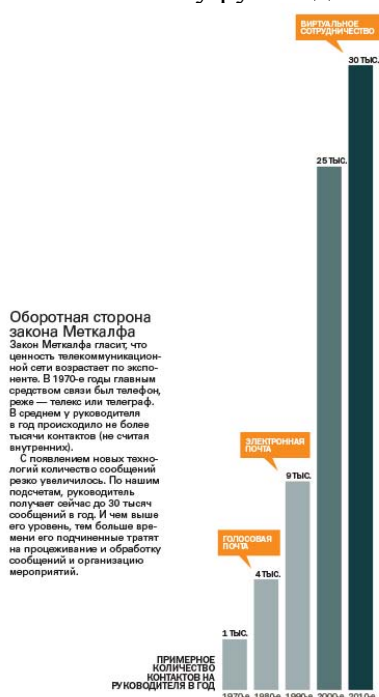 ВИРТУАЛЬНОЕ
СОТРУДНИЧЕСТВО
30 ТЫС.
25 ТЫС.
Оборотная сторона
закона Меткалфа
Закон Меткалфа гласит, что
ценность телекоммуникацион-
ной сети возрастает по экспо-
ненте. В 1970-е годы главным
средством связи был телефон,
реже — телекс или телеграф.
В среднем у руководителя
в год происходило не более
тысячи контактов (не считая
внутренних).
С появлением новых техно-
логий количество сообщений
резко увеличилось. По нашим
подсчетам, руководитель
получает сейчас до 30 тысяч
сообщений в год. И чем выше
его уровень, тем больше вре-
мени его подчиненные тратят
на процеживание и обработку
сообщений и организацию
мероприятий.
ЭЛЕКТРОННАЯ
ПОЧТА
9 ТЫС.
ГОЛОСОВАЯ
ПОЧТА
4 ТЫС.
1 ТЫС.
ПРИМЕРНОЕ
КОЛИЧЕСТВО
КОНТАКТОВ НА
РУКОВОДИТЕЛЯ В ГОД
1970-е 1980-е 1990-е 2000-е 2010-е